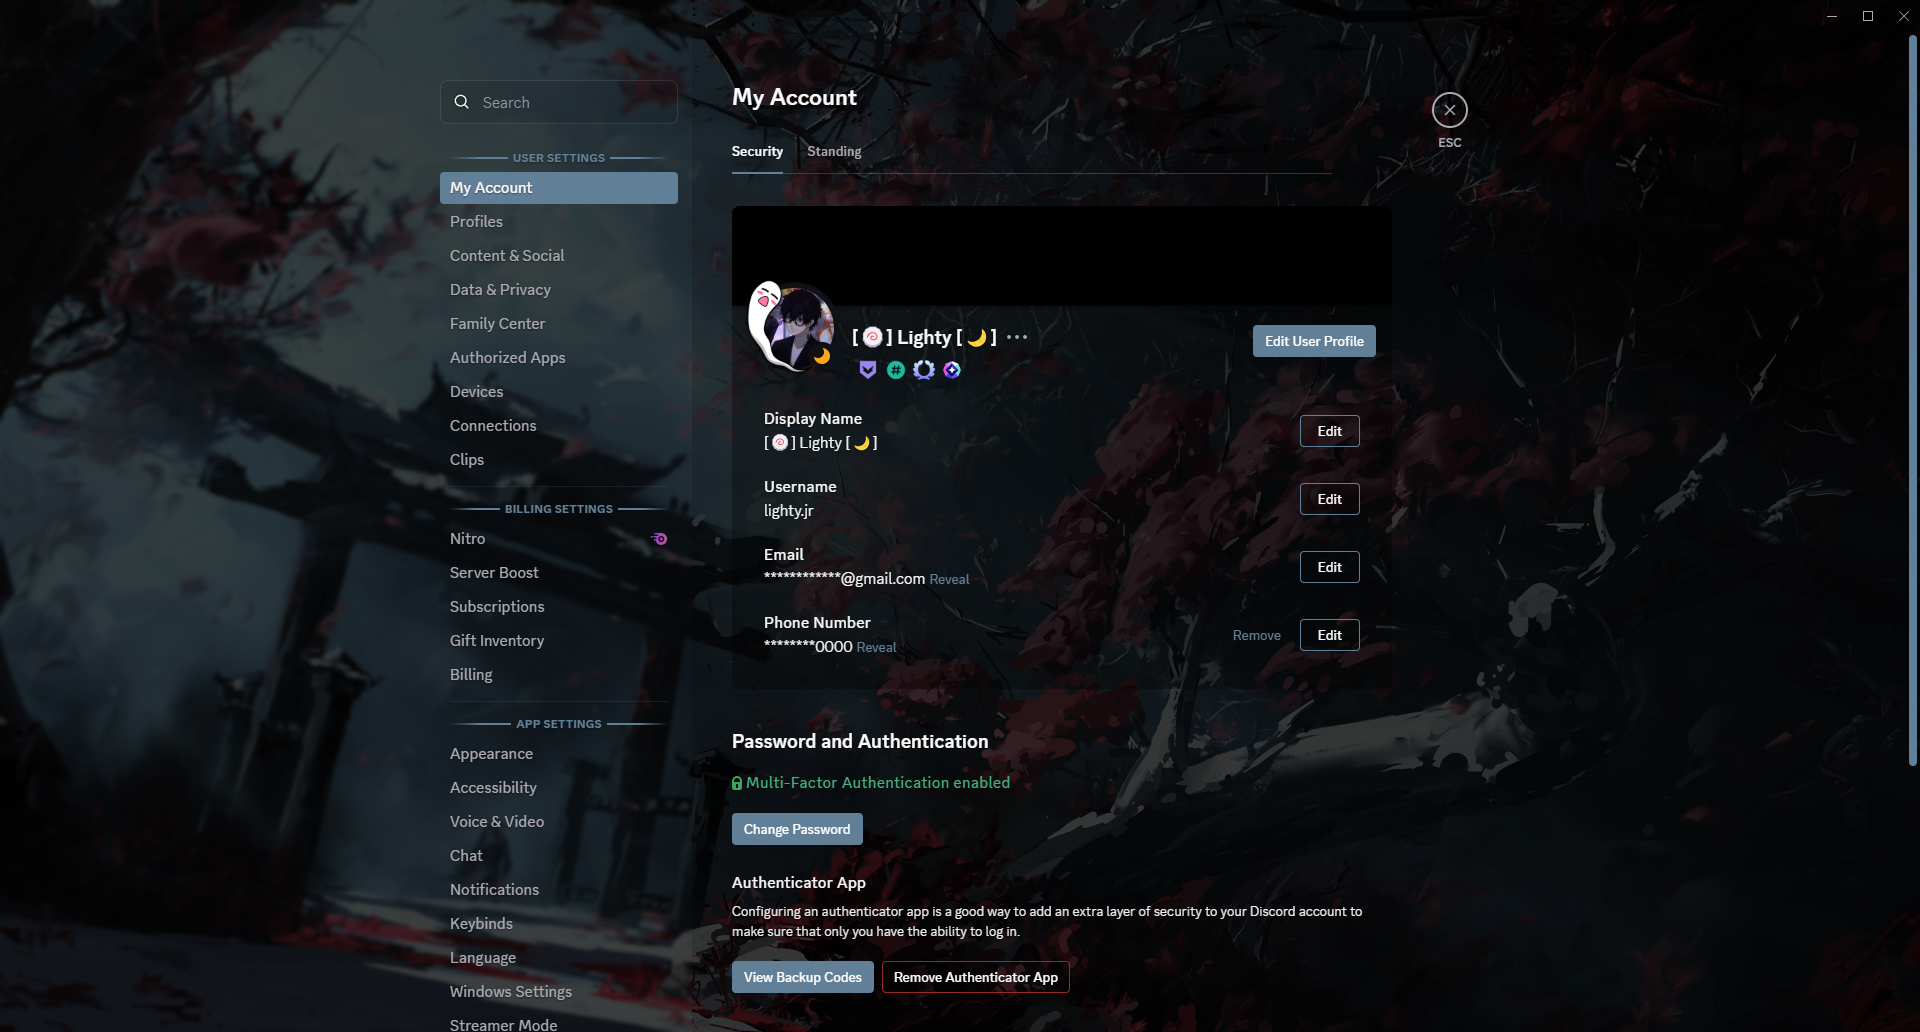 Search
USER SETTINGS
My Account
Profiles
Content & Social
Data & Privacy
Family Center
Authorized Apps
Devices
Connections
Clips
BILLING SETTINGS
Nitro
Server Boost
Subscriptions
Gift Inventory
Billing
APP SETTINGS
Appearance
Accessibility
Voice & Video
Chat
Notifications
Keybinds
Language
Windows Settings
Streamer Mode
My Account
ESC
Security Standing
[🍥] Lighty [🌙] •••
Edit User Profile
Display Name
[🍥] Lighty [🌙]
Edit
Username
lighty.jr
Edit
Email
************@gmail.com Reveal
Edit
Phone Number
********0000 Reveal
Remove Edit
Password and Authentication
Multi-Factor Authentication enabled
Change Password
Authenticator App
Configuring an authenticator app is a good way to add an extra layer of security to your Discord account to
make sure that only you have the ability to log in.
View Backup Codes Remove Authenticator App